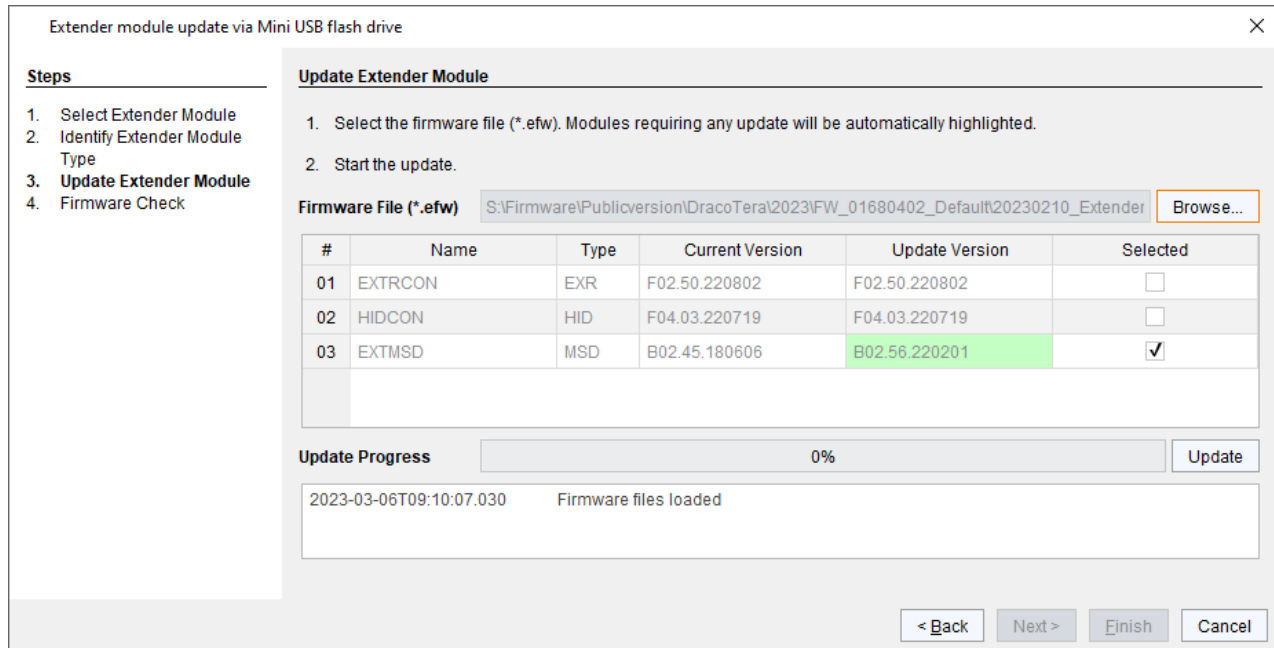 Extender module update via Mini USB flash drive
Steps
1. Select Extender Module
2. Identify Extender Module
Type
3. Update Extender Module
4. Firmware Check
Update Extender Module
1. Select the firmware file (*.efw). Modules requiring any update will be automatically highlighted.
2. Start the update.
Firmware File (*.efw) S:\Firmware\Publicversion\DracoTera\2023\FW_01680402_Default\20230210_Extender Browse...
# Name Type Current Version Update Version Selected
01 EXTRCON EXR F02.50.220802 F02.50.220802
02 HIDCON HID F04.03.220719 F04.03.220719
03 EXTMSD MSD B02.45.180606 B02.56.220201
Update Progress 0% Update
2023-03-06T09:10:07.030 Firmware files loaded
< Back Next > Finish Cancel